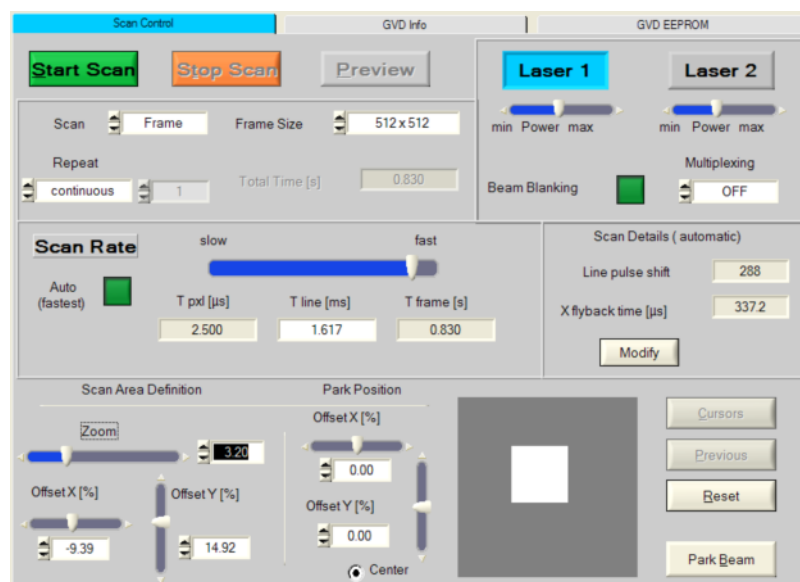 Scan Control
GVD Info
GVD EEPROM
Start Scan
Stop Scan
Preview
Laser 1
Laser 2
min Power max
min Power max
Scan
Frame
Frame Size
512 x 512
Repeat
continuous
1
Total Time [s]
0.830
Beam Blanking
Multiplexing
OFF
Scan Rate
slow
fast
Auto
(fastest)
T pxl [µs]
T line [ms]
T frame [s]
2.500
1.617
0.830
Scan Details ( automatic)
Line pulse shift
288
X flyback time [µs]
337.2
Modify
Scan Area Definition
Zoom
3.20
Offset X [%]
Offset Y [%]
-9.39
14.92
Park Position
Offset X [%]
0.00
Offset Y [%]
0.00
Center
Cursors
Previous
Reset
Park Beam